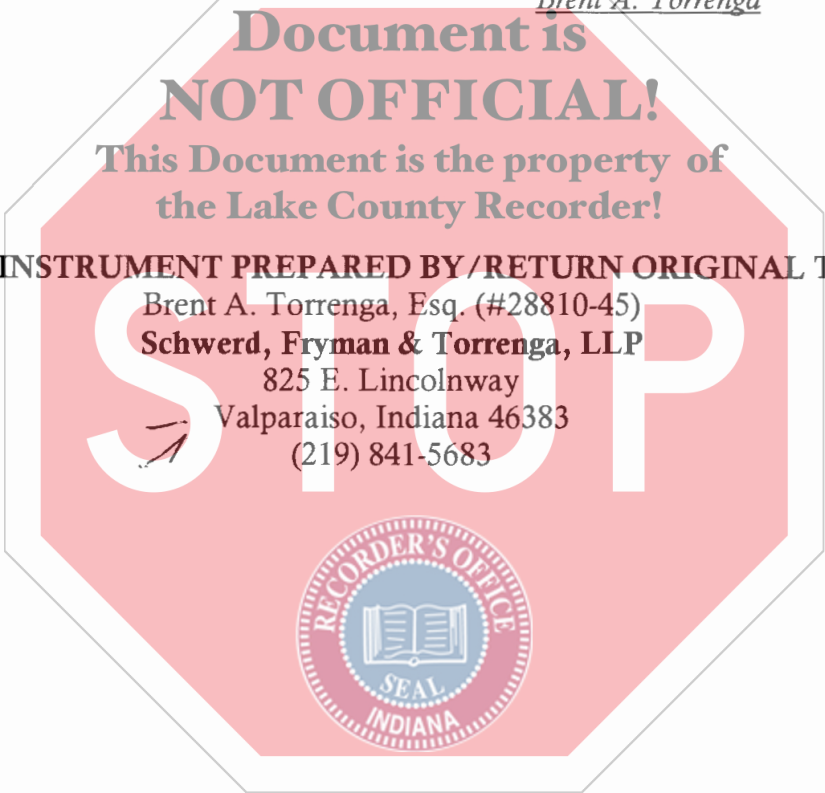 Brent A. Torrenga
Document is
NOT OFFICIAL!
This Document is the property of
the Lake County Recorder!
INSTRUMENT PREPARED BY/RETURN ORIGINAL T
Brent A. Torrenga, Esq. (#28810-45)
Schwerd, Fryman & Torrenga, LLP
825 E. Lincolnway
Valparaiso, Indiana 46383
(219) 841-5683
STOP
RECORDER'S OFFICE
SEAL
INDIANA